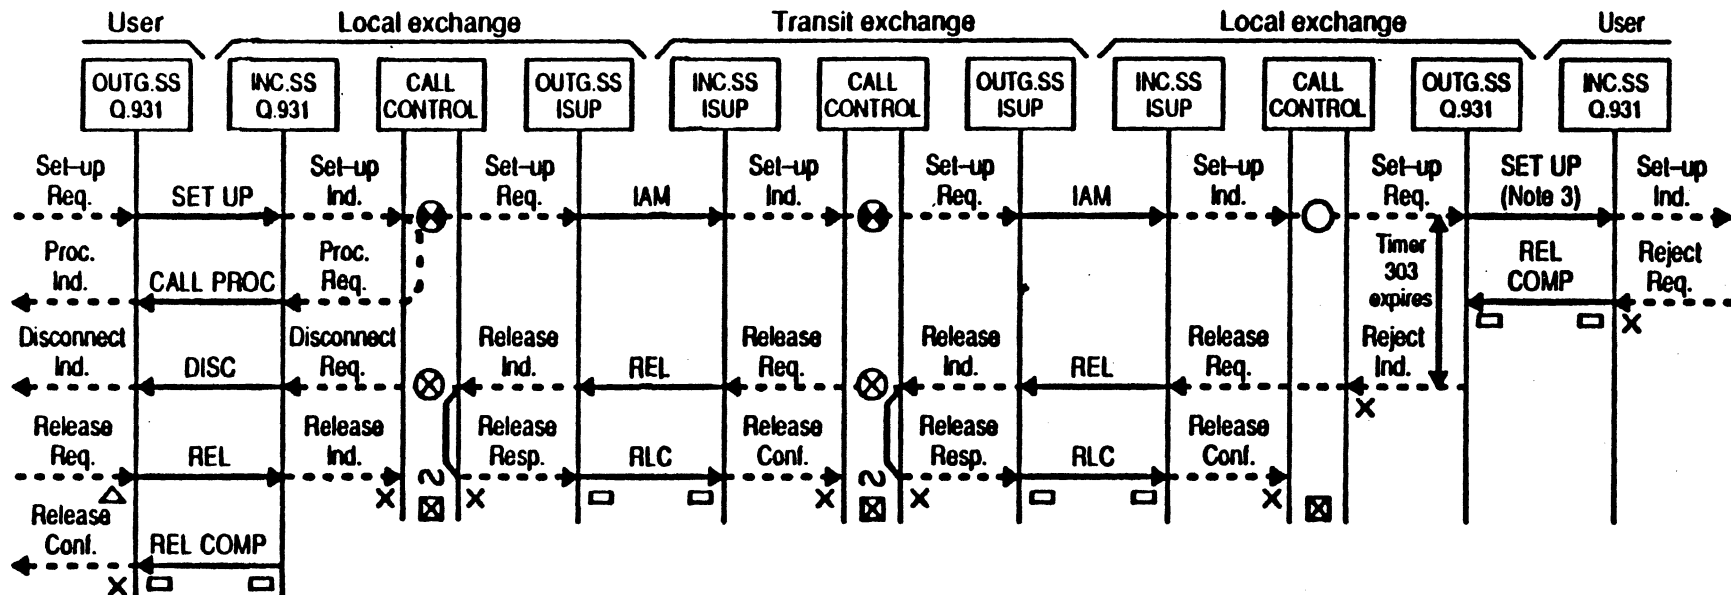 User Local exchange Transit exchange Local exchange User
OUTG.SS INC.SS CALL OUTG.SS INC.SS CALL OUTG.SS INC.SS CALL OUTG.SS INC.SS
Q.931 Q.931 CONTROL ISUP ISUP CONTROL ISUP ISUP CONTROL Q.931 Q.931
Set-up Set-up Set-up Set-up Set-up Set-up Set-up SET UP Set-up
Req. SET UP Ind. Req. IAM Ind. Req. IAM Ind. Req. (Note 3) Ind.
Proc. Proc. Timer REL Reject
Ind. CALL PROC Req. 303 COMP Req.
expires
Disconnect Disconnect Release Release Release Release Reject
Ind. DISC Req. Ind. REL Req. Ind. REL Req. Ind.
Release Release Release Release Release Release
Req. REL Ind. Resp. RLC Conf. Resp. RLC Conf.
Release
Conf. REL COMP